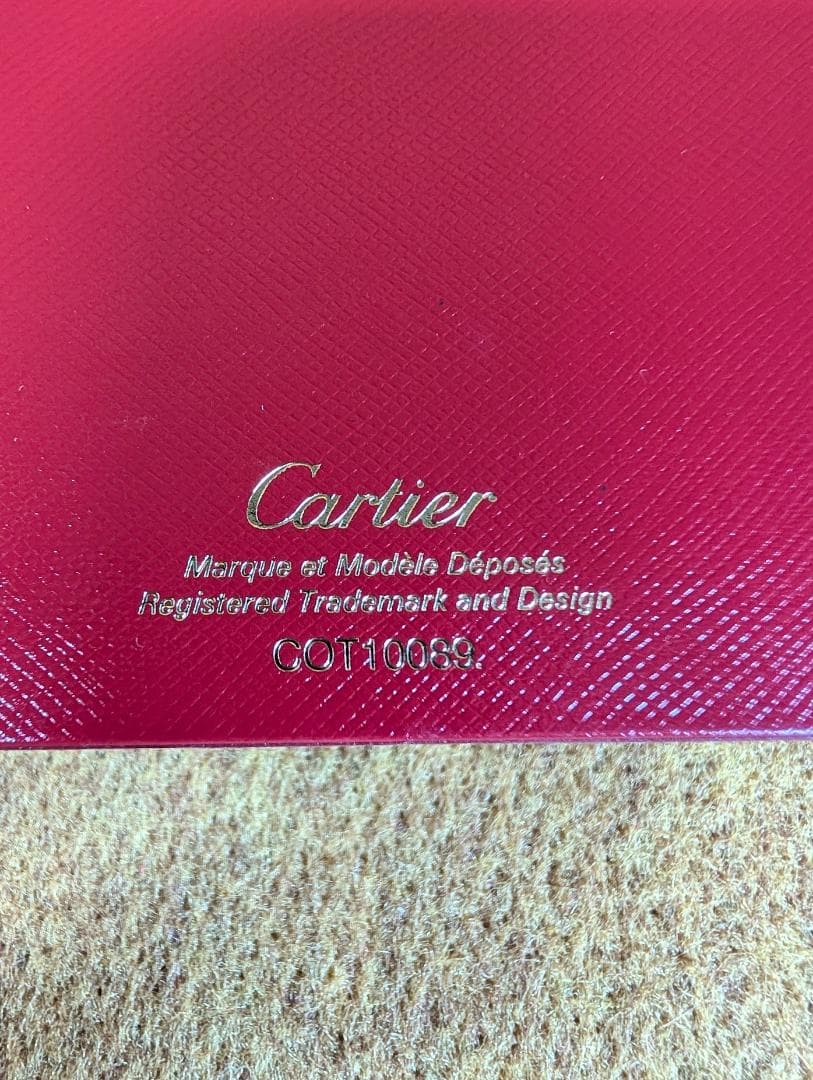 Cartier
Marque et Modèle Déposés
Registered Trademark and Design
COT10089.